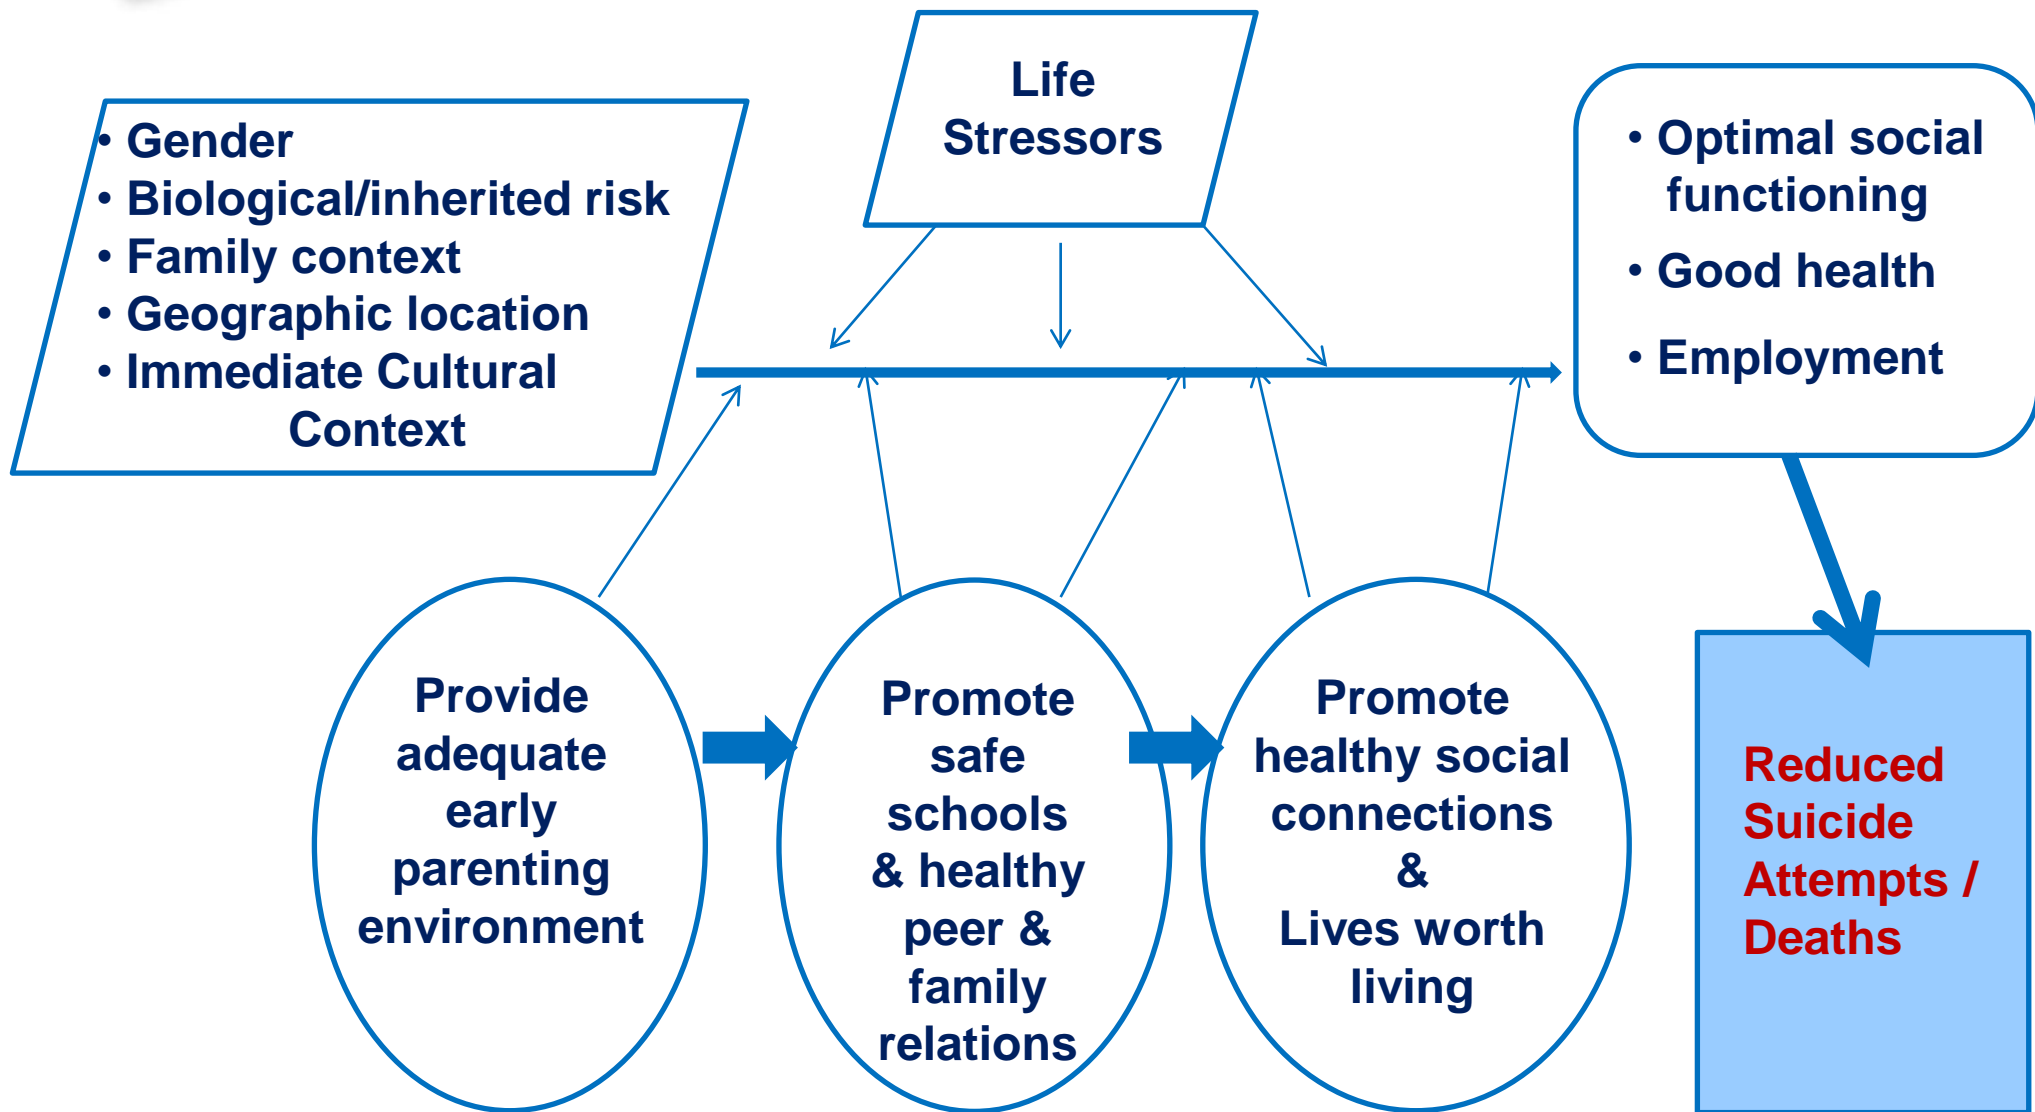 Life
Stressors
• Gender
• Biological/inherited risk
• Family context
• Geographic location
• Immediate Cultural
Context
• Optimal social
functioning
• Good health
• Employment
Provide
adequate
early
parenting
environment
Promote
safe
schools
& healthy
peer &
family
relations
Promote
healthy social
connections
&
Lives worth
living
Reduced
Suicide
Attempts /
Deaths